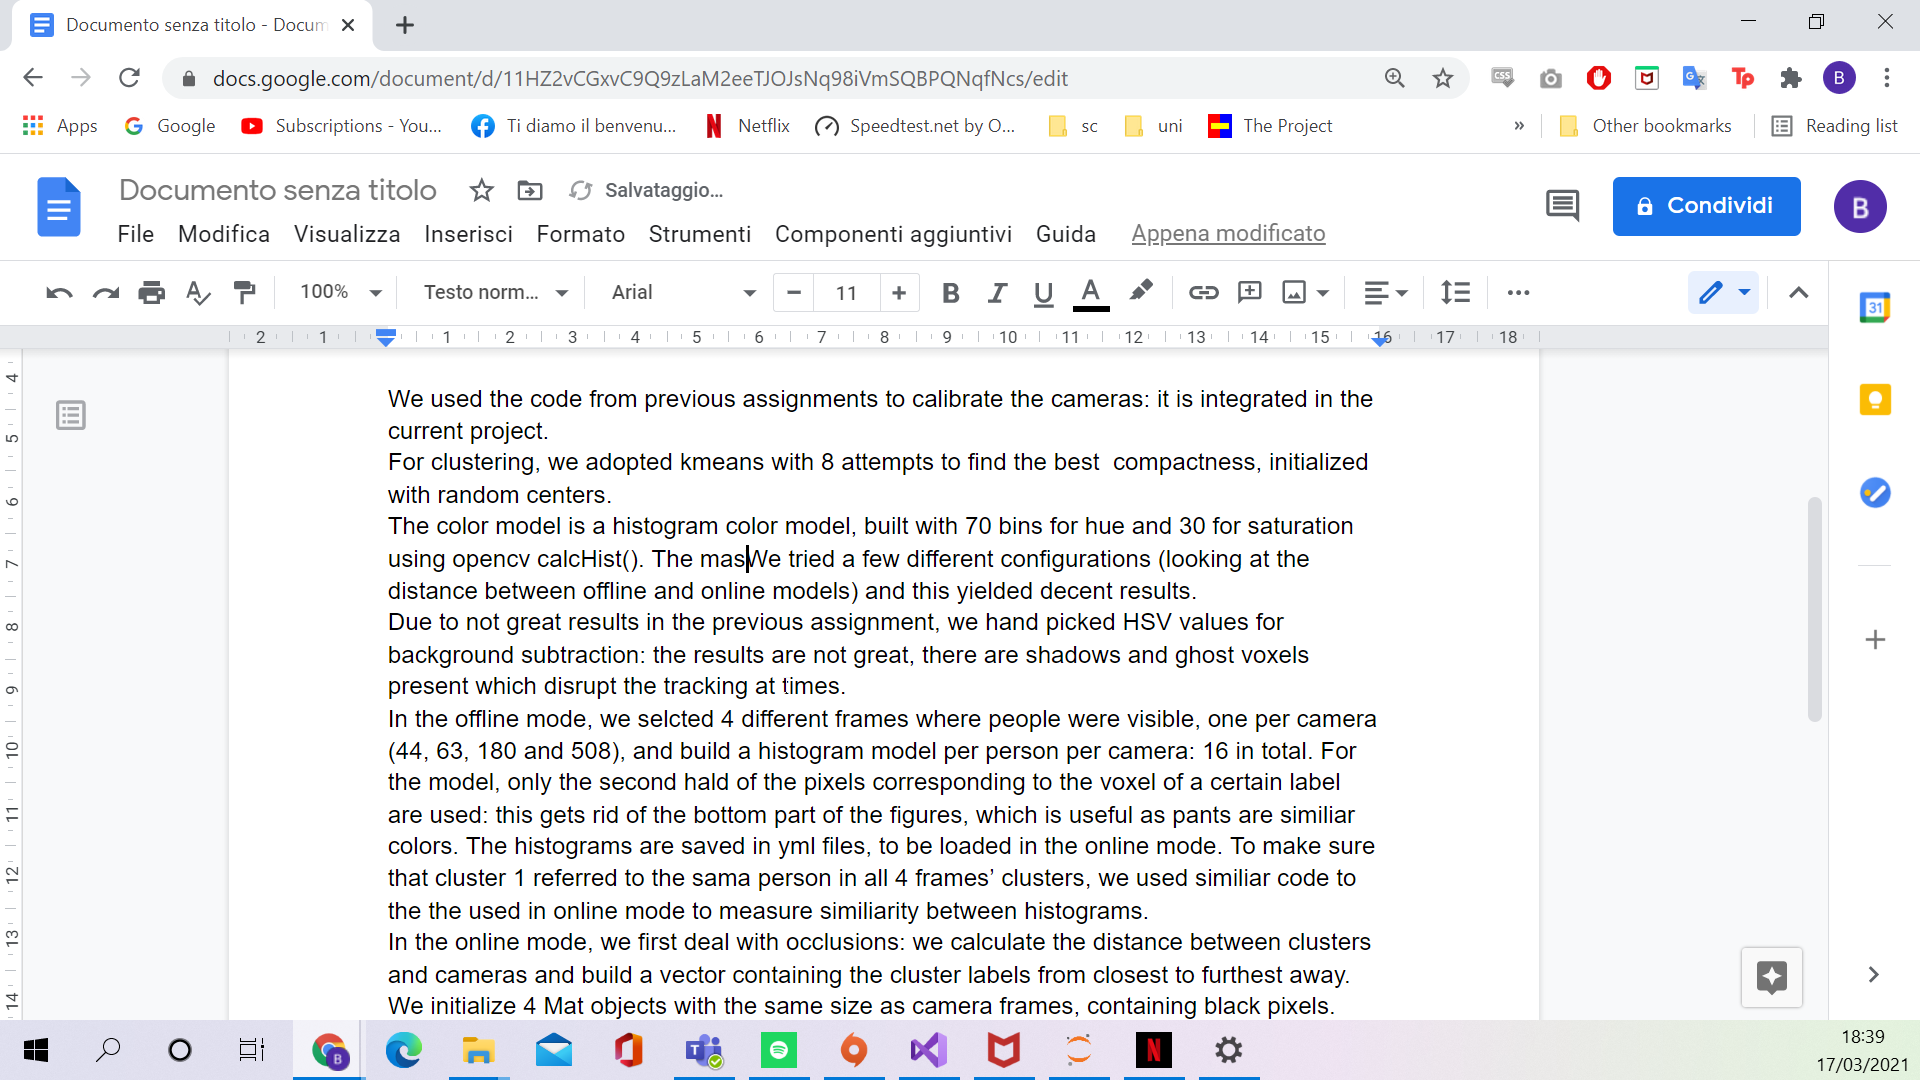 Documento senza titolo - Docum
docs.google.com/document/d/11HZ2vCGxvC9Q9zLaM2eeTJOJsNq98iVmSQBPQNqfNcs/edit
B
Apps Google Subscriptions - You... Ti diamo il benvenu... Netflix Speedtest.net by O... sc uni The Project » Other bookmarks Reading list
Documento senza titolo Salvataggio...
Condividi
B
File Modifica Visualizza Inserisci Formato Strumenti Componenti aggiuntivi Guida Appena modificato
100% Testo norm... Arial 11 B I U A
31
2 1 1 2 3 4 5 6 7 8 9 10 11 12 13 14 15 16 17 18
4
5
6
7
8
9
10
11
12
13
14
We used the code from previous assignments to calibrate the cameras: it is integrated in the
current project.
For clustering, we adopted kmeans with 8 attempts to find the best  compactness, initialized
with random centers.
The color model is a histogram color model, built with 70 bins for hue and 30 for saturation
using opencv calcHist(). The masWe tried a few different configurations (looking at the
distance between offline and online models) and this yielded decent results.
Due to not great results in the previous assignment, we hand picked HSV values for
background subtraction: the results are not great, there are shadows and ghost voxels
present which disrupt the tracking at times.
In the offline mode, we selcted 4 different frames where people were visible, one per camera
(44, 63, 180 and 508), and build a histogram model per person per camera: 16 in total. For
the model, only the second hald of the pixels corresponding to the voxel of a certain label
are used: this gets rid of the bottom part of the figures, which is useful as pants are similiar
colors. The histograms are saved in yml files, to be loaded in the online mode. To make sure
that cluster 1 referred to the sama person in all 4 frames’ clusters, we used similiar code to
the the used in online mode to measure similiarity between histograms.
In the online mode, we first deal with occlusions: we calculate the distance between clusters
and cameras and build a vector containing the cluster labels from closest to furthest away.
We initialize 4 Mat objects with the same size as camera frames, containing black pixels.
18:39
17/03/2021